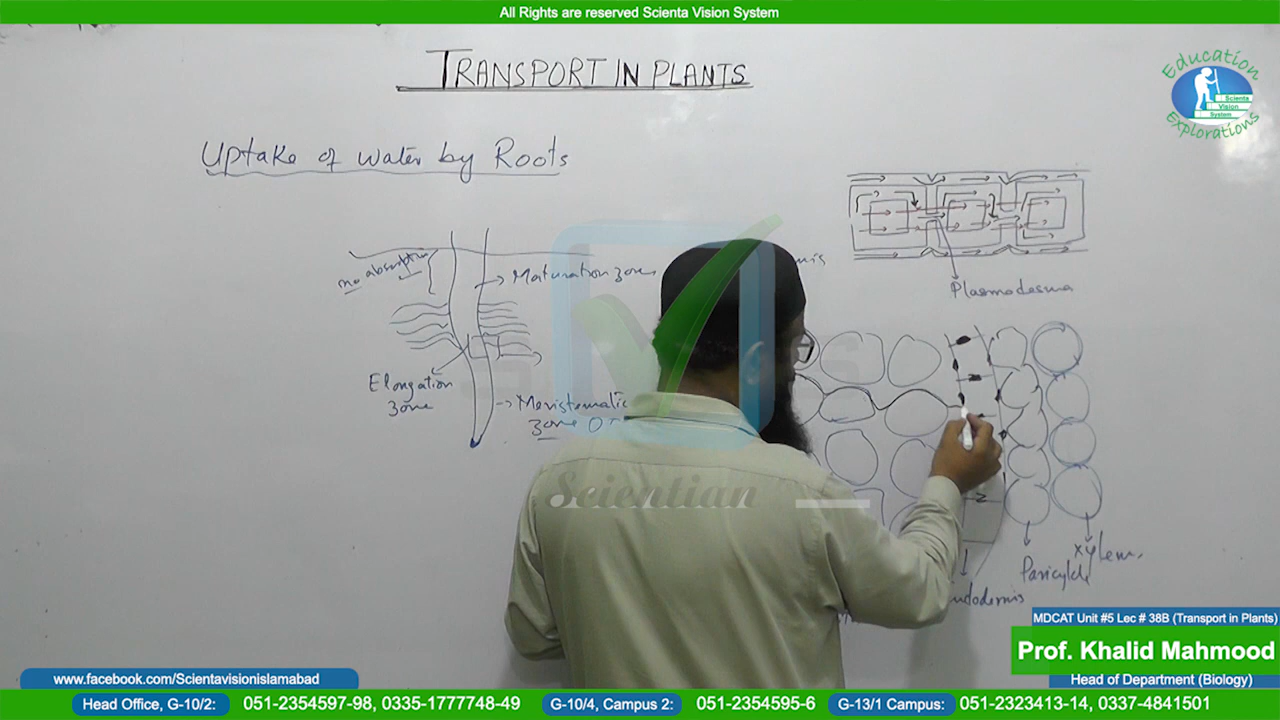 All Rights are reserved Scienta Vision System
Education
Scienta
Vision
System
Explorations
TRANSPORT IN PLANTS
Uptake of water by Roots
no absorption
Maturation zone
Elongation
zone
Meristematic
zone
Plasmodesma
Scientian
xylem
Paricycle
ndodermis
MDCAT Unit #5 Lec # 38B (Transport in Plants)
Prof. Khalid Mahmood
Head of Department (Biology)
www.facebook.com/Scientavisionislamabad
Head Office, G-10/2: 051-2354597-98, 0335-1777748-49 G-10/4, Campus 2: 051-2354595-6 G-13/1 Campus: 051-2323413-14, 0337-4841501